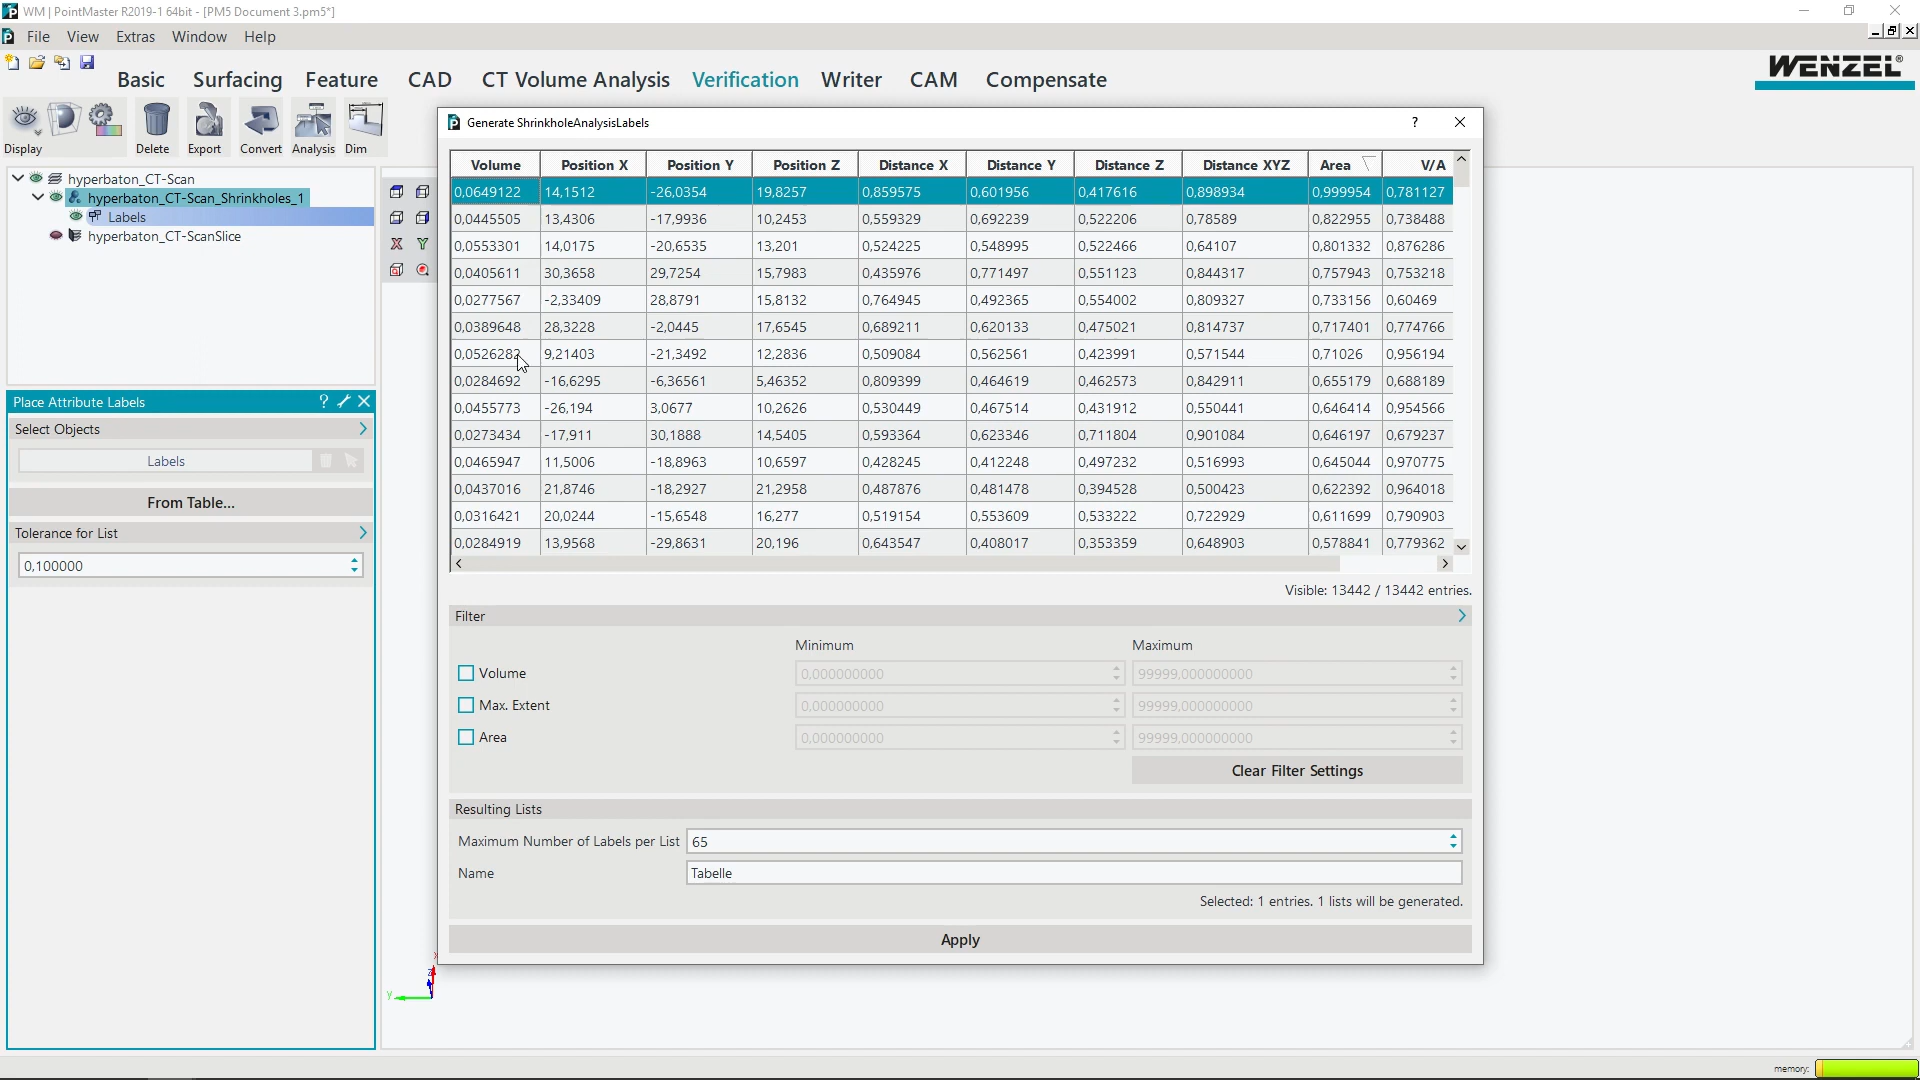 WM | PointMaster R2019-1 64bit - [PM5 Document 3.pm5*]
File View Extras Window Help
Basic Surfacing Feature CAD CT Volume Analysis Verification Writer CAM Compensate
WENZEL®
Display Delete Export Convert Analysis Dim
hyperbaton_CT-Scan
hyperbaton_CT-Scan_Shrinkholes_1
Labels
hyperbaton_CT-ScanSlice
Place Attribute Labels
Select Objects
Labels
From Table...
Tolerance for List
0,100000
Generate ShrinkholeAnalysisLabels
Volume Position X Position Y Position Z Distance X Distance Y Distance Z Distance XYZ Area V/A
0,0649122 14,1512 -26,0354 19,8257 0,859575 0,601956 0,417616 0,898934 0,999954 0,781127
0,0445505 13,4306 -17,9936 10,2453 0,559329 0,692239 0,522206 0,78589 0,822955 0,738488
0,0553301 14,0175 -20,6535 13,201 0,524225 0,548995 0,522466 0,64107 0,801332 0,876286
0,0405611 30,3658 29,7254 15,7983 0,435976 0,771497 0,551123 0,844317 0,757943 0,753218
0,0277567 -2,33409 28,8791 15,8132 0,764945 0,492365 0,554002 0,809327 0,733156 0,60469
0,0389648 28,3228 -2,0445 17,6545 0,689211 0,620133 0,475021 0,814737 0,717401 0,774766
0,0526282 9,21403 -21,3492 12,2836 0,509084 0,562561 0,423991 0,571544 0,71026 0,956194
0,0284692 -16,6295 -6,36561 5,46352 0,809399 0,464619 0,462573 0,842911 0,655179 0,688189
0,0455773 -26,194 3,0677 10,2626 0,530449 0,467514 0,431912 0,550441 0,646414 0,954566
0,0273434 -17,911 30,1888 14,5405 0,593364 0,623346 0,711804 0,901084 0,646197 0,679237
0,0465947 11,5006 -18,8963 10,6597 0,428245 0,412248 0,497232 0,516993 0,645044 0,970775
0,0437016 21,8746 -18,2927 21,2958 0,487876 0,481478 0,394528 0,500423 0,622392 0,964018
0,0316421 20,0244 -15,6548 16,277 0,519154 0,553609 0,533222 0,722929 0,611699 0,790903
0,0284919 13,9568 -29,8631 20,196 0,643547 0,408017 0,353359 0,648903 0,578841 0,779362
Visible: 13442 / 13442 entries.
Filter
Minimum Maximum
Volume 0,000000000 99999,000000000
Max. Extent 0,000000000 99999,000000000
Area 0,000000000 99999,000000000
Clear Filter Settings
Resulting Lists
Maximum Number of Labels per List 65
Name Tabelle
Selected: 1 entries. 1 lists will be generated.
Apply
x
z
y
memory: